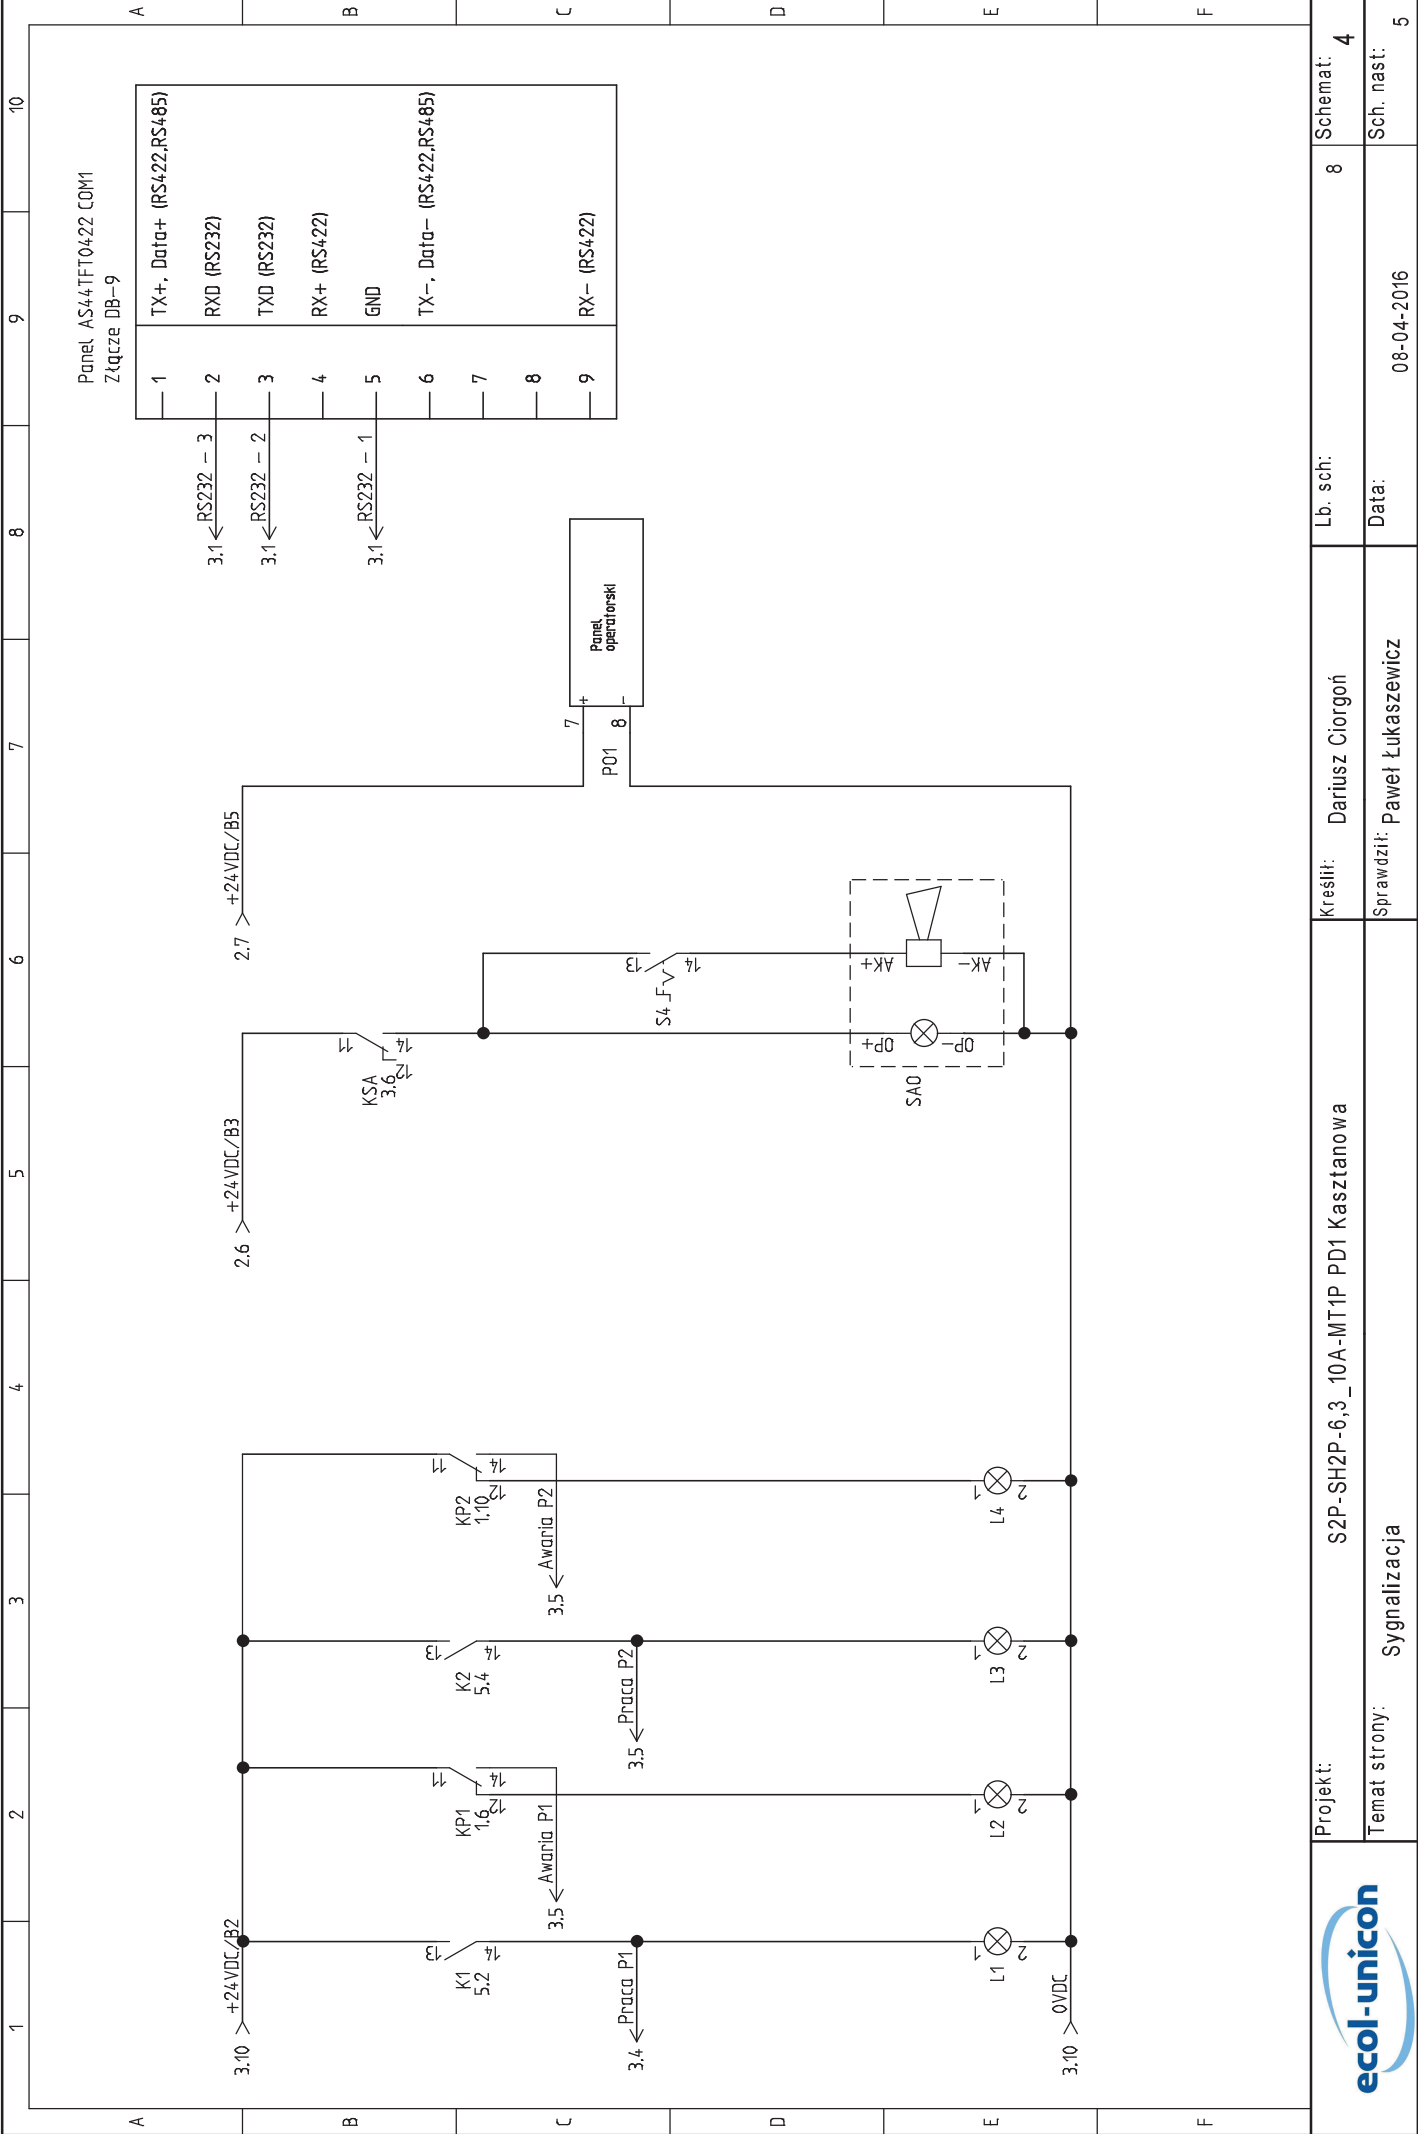 1 2 3 4 5 6 7 8 9 10
A
B
C
D
E
F
A
B
C
D
E
F
3.10
+24VDC/B2
K1
5.2
13
14
Praca P1
3.4
L1
1
2
0VDC
3.10
KP1
1.6
11
12
14
Awaria P1
3.5
L2
1
2
K2
5.4
13
14
Praca P2
3.5
L3
1
2
KP2
1.10
11
12
14
Awaria P2
3.5
L4
1
2
2.6
+24VDC/B3
KSA
3.6
11
12
14
S4
13
14
SAO
OP+
OP-
AK+
AK-
2.7
+24VDC/B5
PO1
7
8
+
-
Panel
operatorski
Panel AS44TFT0422 COM1
Złącze DB-9
1 TX+, Data+ (RS422,RS485)
3.1 RS232 - 3 2 RXD (RS232)
3.1 RS232 - 2 3 TXD (RS232)
4 RX+ (RS422)
3.1 RS232 - 1 5 GND
6 TX-, Data- (RS422,RS485)
7
8
9 RX- (RS422)
ecol-unicon
Projekt:
S2P-SH2P-6,3_10A-MT1P PD1 Kasztanowa
Temat strony:
Sygnalizacja
Kreślił:
Dariusz Ciorgoń
Sprawdził:
Paweł Łukaszewicz
Lb. sch:
8
Data:
08-04-2016
Schemat:
4
Sch. nast:
5